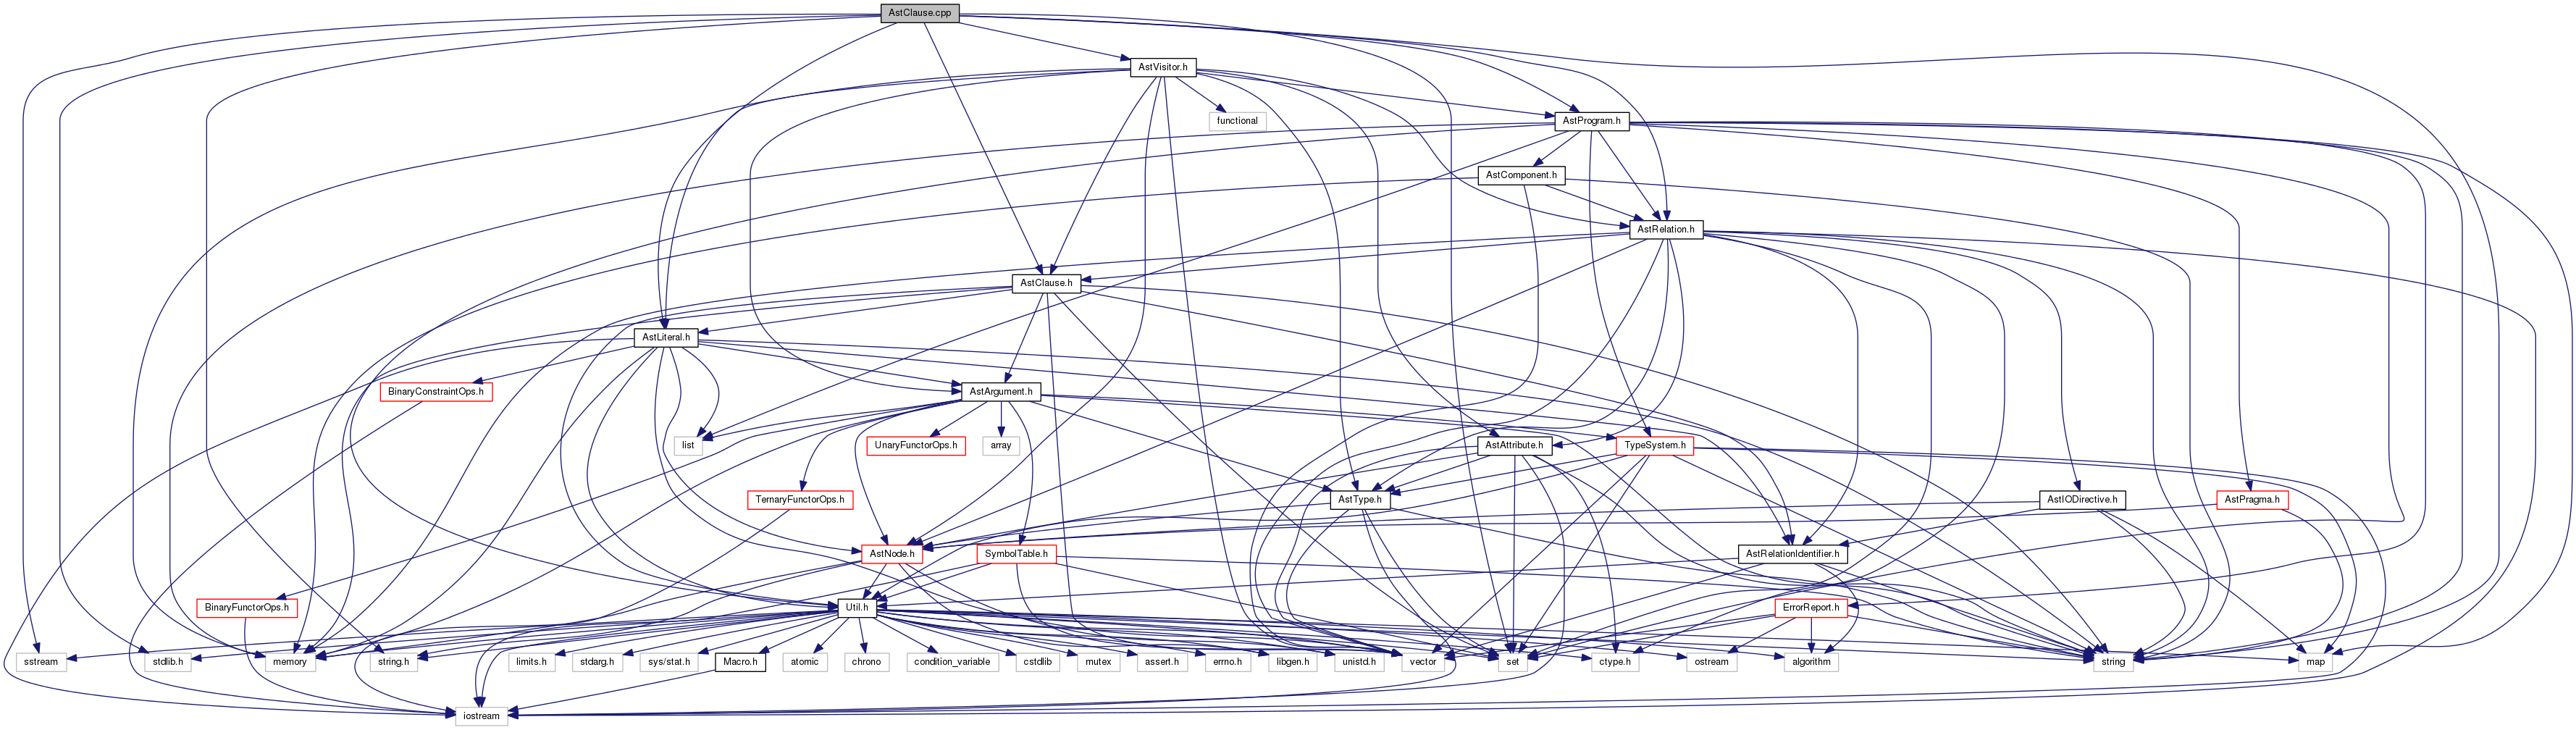 AstClause.cpp
AstVisitor.h
functional
AstProgram.h
AstComponent.h
AstRelation.h
AstClause.h
AstLiteral.h
BinaryConstraintOps.h
AstArgument.h
list
UnaryFunctorOps.h
array
AstAttribute.h
TypeSystem.h
TernaryFunctorOps.h
AstType.h
AstIODirective.h
AstPragma.h
AstNode.h
SymbolTable.h
AstRelationIdentifier.h
BinaryFunctorOps.h
Util.h
ErrorReport.h
sstream
stdlib.h
memory
string.h
limits.h
stdarg.h
sys/stat.h
Macro.h
atomic
chrono
condition_variable
cstdlib
mutex
assert.h
errno.h
libgen.h
unistd.h
vector
set
ctype.h
ostream
algorithm
string
map
iostream